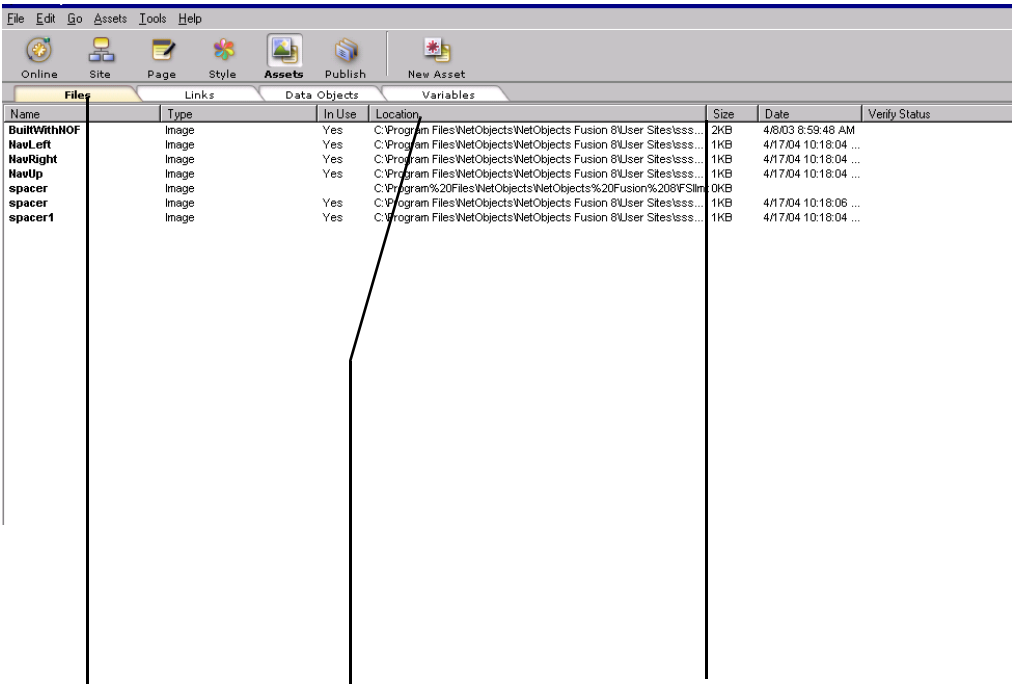 File Edit Go Assets Tools Help
Online Site Page Style Assets Publish New Asset
Files Links Data Objects Variables
Name Type In Use Location Size Date Verify Status
BuiltWithNOF Image Yes C:\Program Files\NetObjects\NetObjects Fusion 8\User Sites\sss... 2KB 4/8/03 8:59:48 AM
NavLeft Image Yes C:\Program Files\NetObjects\NetObjects Fusion 8\User Sites\sss... 1KB 4/17/04 10:18:04 ...
NavRight Image Yes C:\Program Files\NetObjects\NetObjects Fusion 8\User Sites\sss... 1KB 4/17/04 10:18:04 ...
NavUp Image Yes C:\Program Files\NetObjects\NetObjects Fusion 8\User Sites\sss... 1KB 4/17/04 10:18:04 ...
spacer Image C:\Program%20Files\NetObjects\NetObjects%20Fusion%208\ 0KB
spacer Image Yes C:\Program Files\NetObjects\NetObjects Fusion 8\User Sites\sss... 1KB 4/17/04 10:18:06 ...
spacer1 Image Yes C:\Program Files\NetObjects\NetObjects Fusion 8\User Sites\sss... 1KB 4/17/04 10:18:04 ...